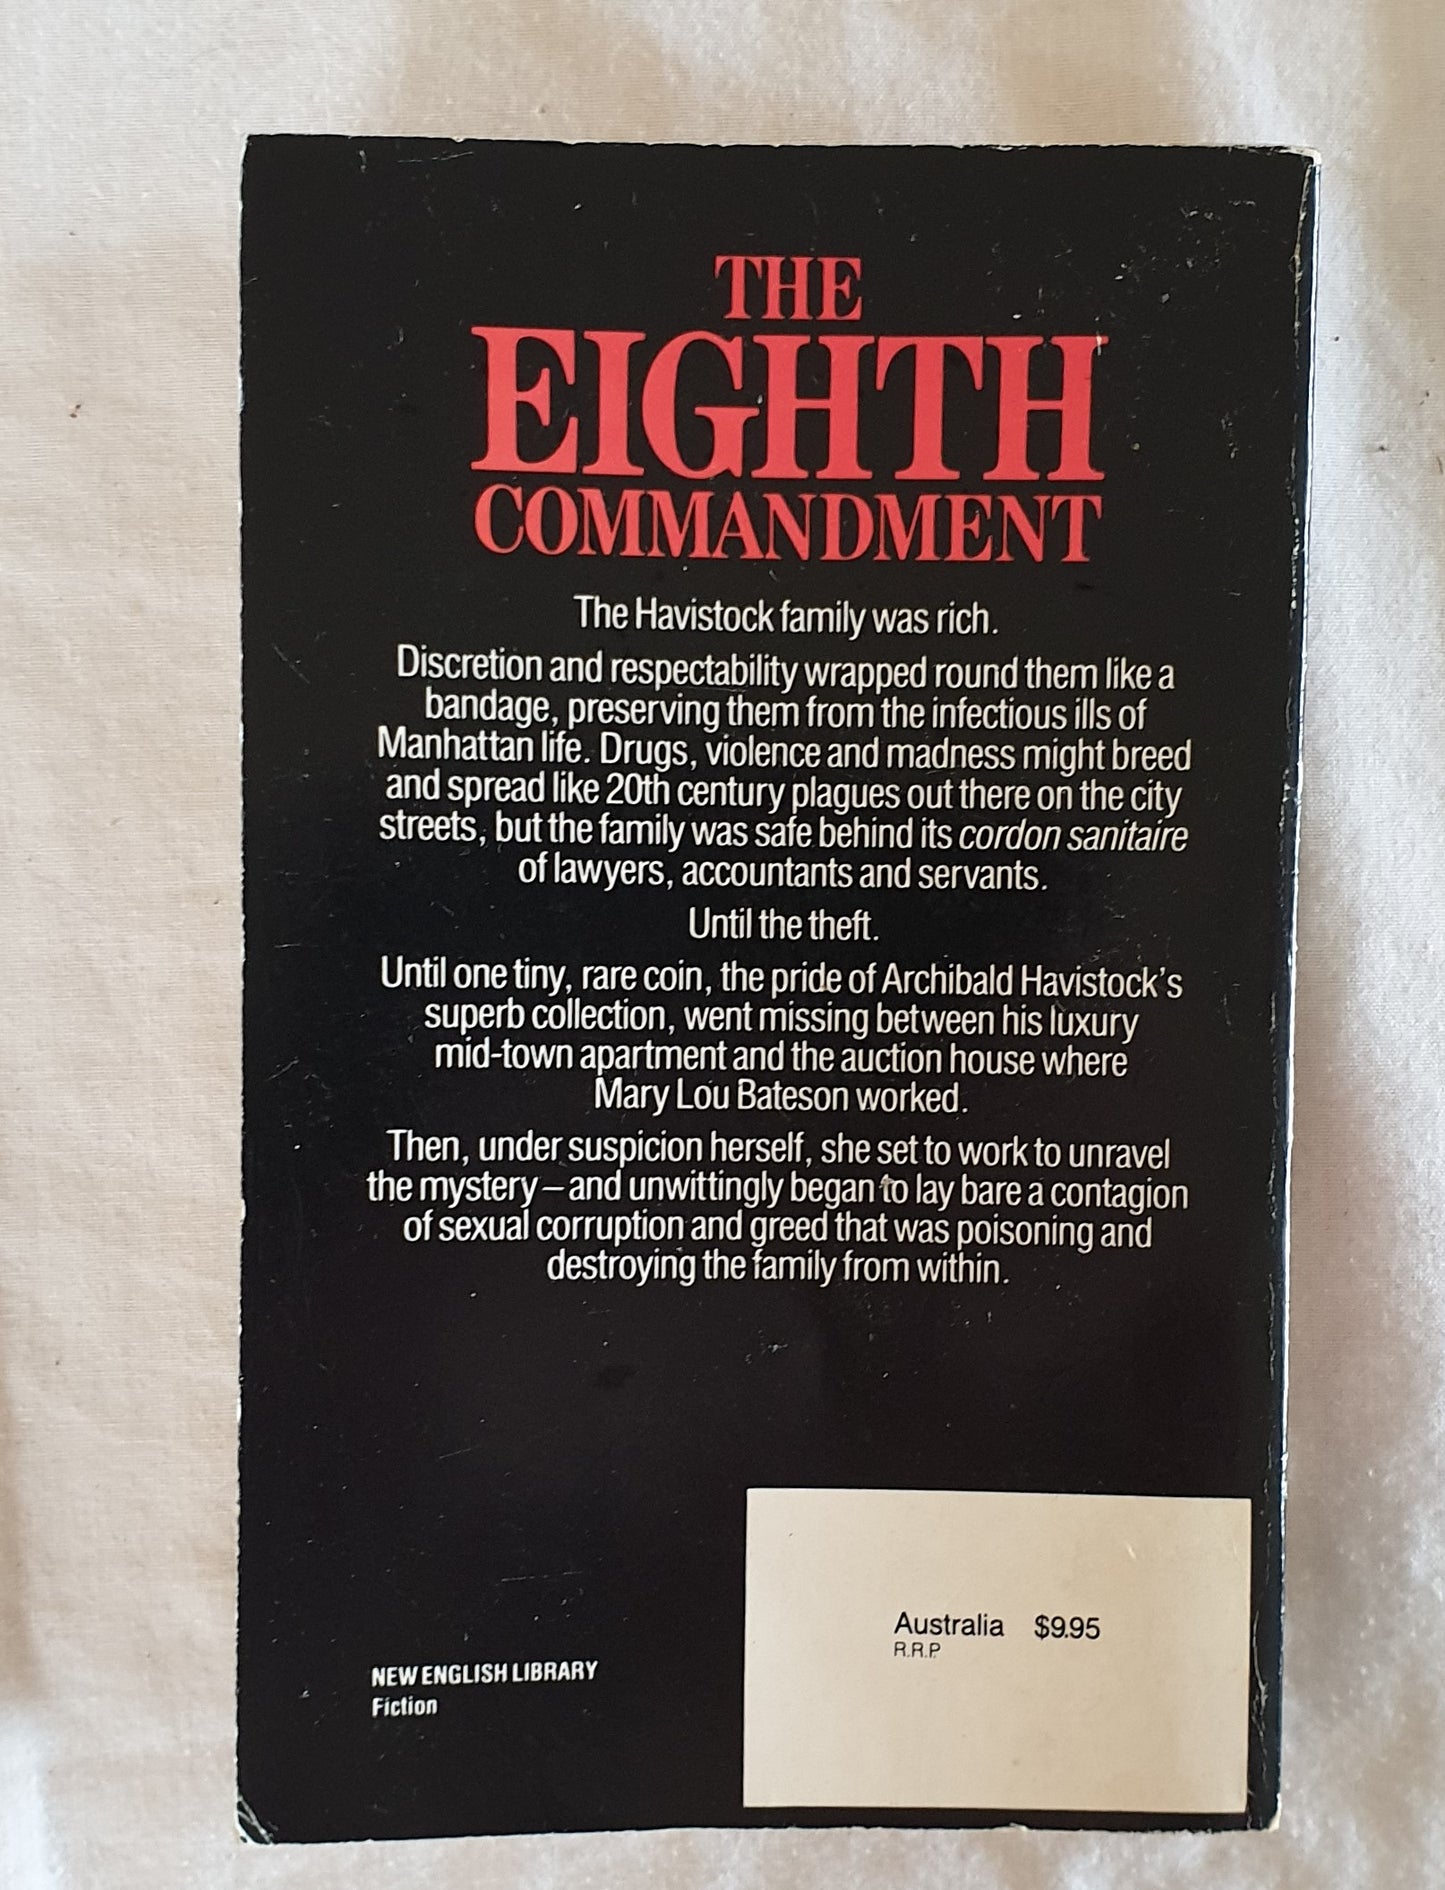 THE
EIGHTH
COMMANDMENT
The Havistock family was rich.
Discretion and respectability wrapped round them like a
bandage, preserving them from the infectious ills of
Manhattan life. Drugs, violence and madness might breed
and spread like 20th century plagues out there on the city
streets, but the family was safe behind its cordon sanitaire
of lawyers, accountants and servants.
Until the theft.
Until one tiny, rare coin, the pride of Archibald Havistock's
superb collection, went missing between his luxury
mid-town apartment and the auction house where
Mary Lou Bateson worked.
Then, under suspicion herself, she set to work to unravel
the mystery – and unwittingly began to lay bare a contagion
of sexual corruption and greed that was poisoning and
destroying the family from within.
NEW ENGLISH LIBRARY
Fiction
Australia $9.95
R.R.P.